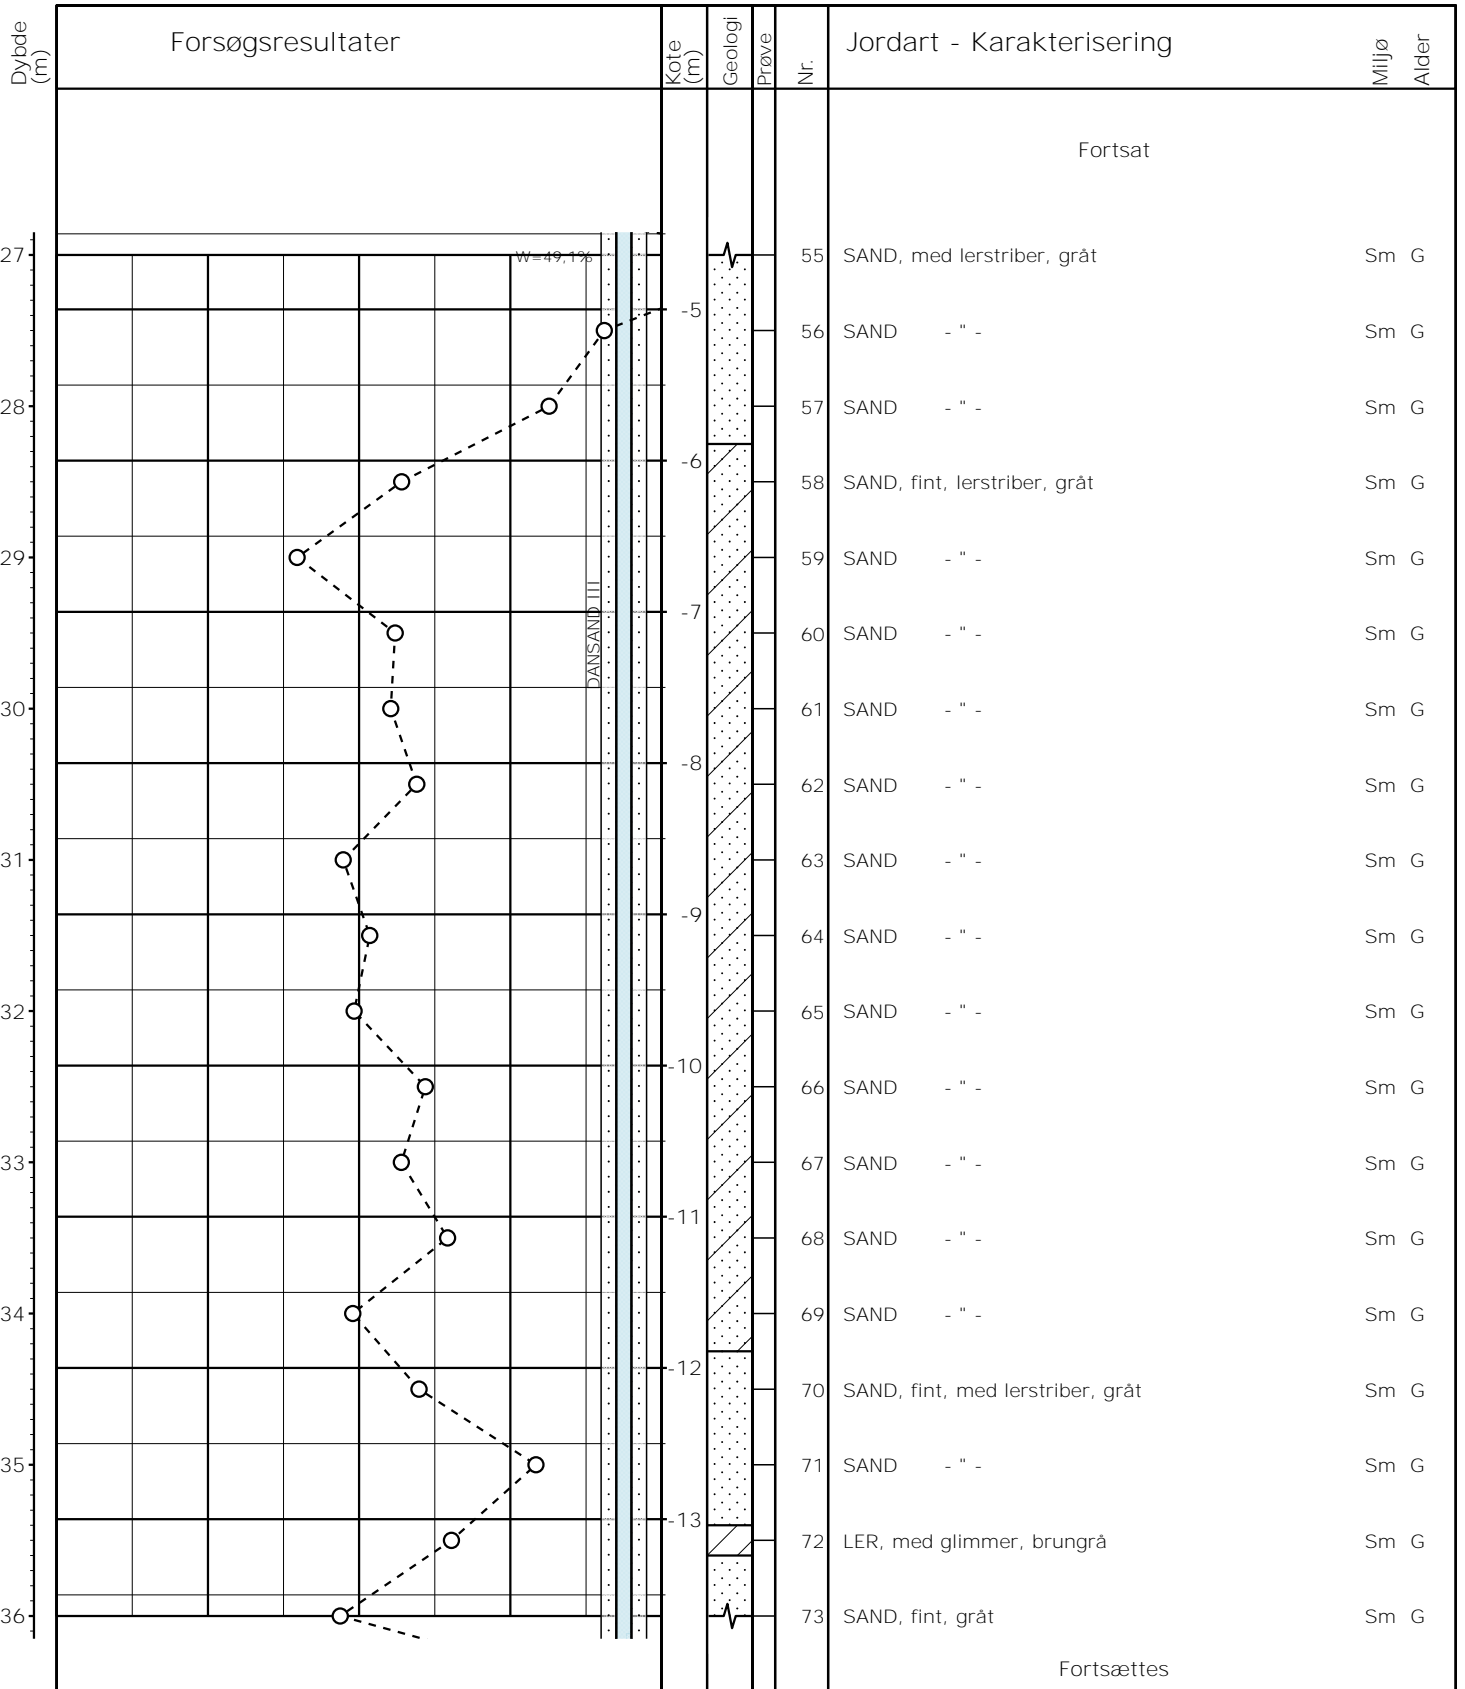 Dybde (m) Forsøgsresultater Kote (m) Geologi Prøve Nr. Jordart - Karakterisering Miljø Alder
Fortsat
27 W=49,1% 55 SAND, med lerstriber, gråt Sm G
-5
56 SAND - " - Sm G
28 57 SAND - " - Sm G
-6
58 SAND, fint, lerstriber, gråt Sm G
29 59 SAND - " - Sm G
DANSAND III
-7
60 SAND - " - Sm G
30 61 SAND - " - Sm G
-8
62 SAND - " - Sm G
31 63 SAND - " - Sm G
-9
64 SAND - " - Sm G
32 65 SAND - " - Sm G
-10
66 SAND - " - Sm G
33 67 SAND - " - Sm G
-11
68 SAND - " - Sm G
34 69 SAND - " - Sm G
-12
70 SAND, fint, med lerstriber, gråt Sm G
35 71 SAND - " - Sm G
-13
72 LER, med glimmer, brungrå Sm G
36 73 SAND, fint, gråt Sm G
Fortsættes